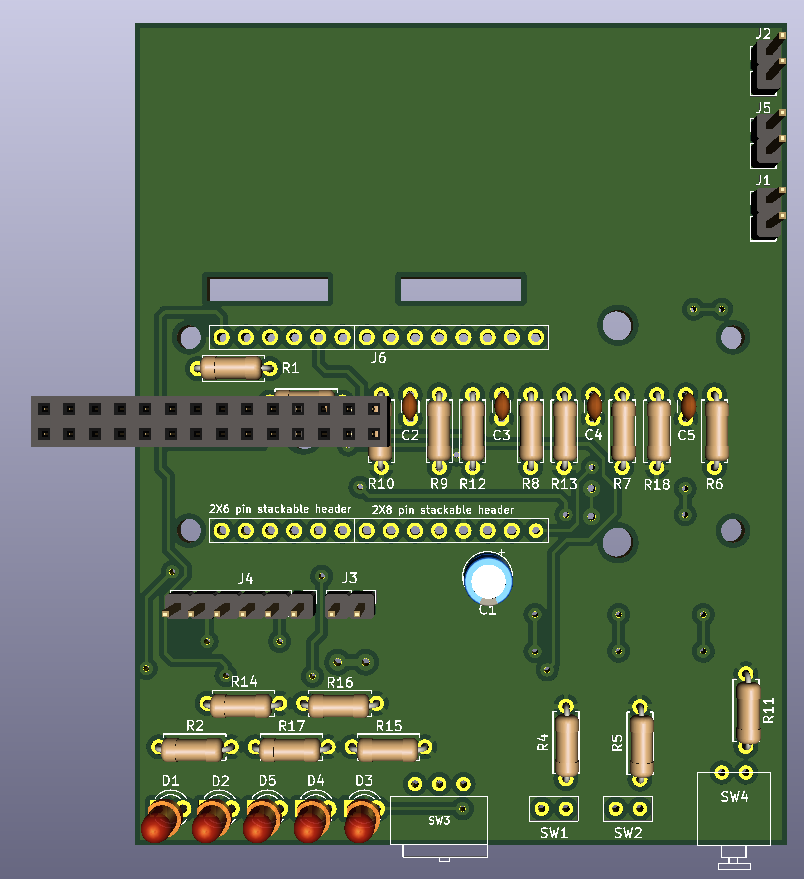 J2
J5
J1
J6
R1
C2
C3
C4
C5
R10
R9
R12
R8
R13
R7
R18
R6
2X6 pin stackable header
2X8 pin stackable header
J4
J3
C1
+
R14
R16
R11
R2
R17
R15
R4
R5
D1
D2
D5
D4
D3
SW4
SW3
SW1
SW2